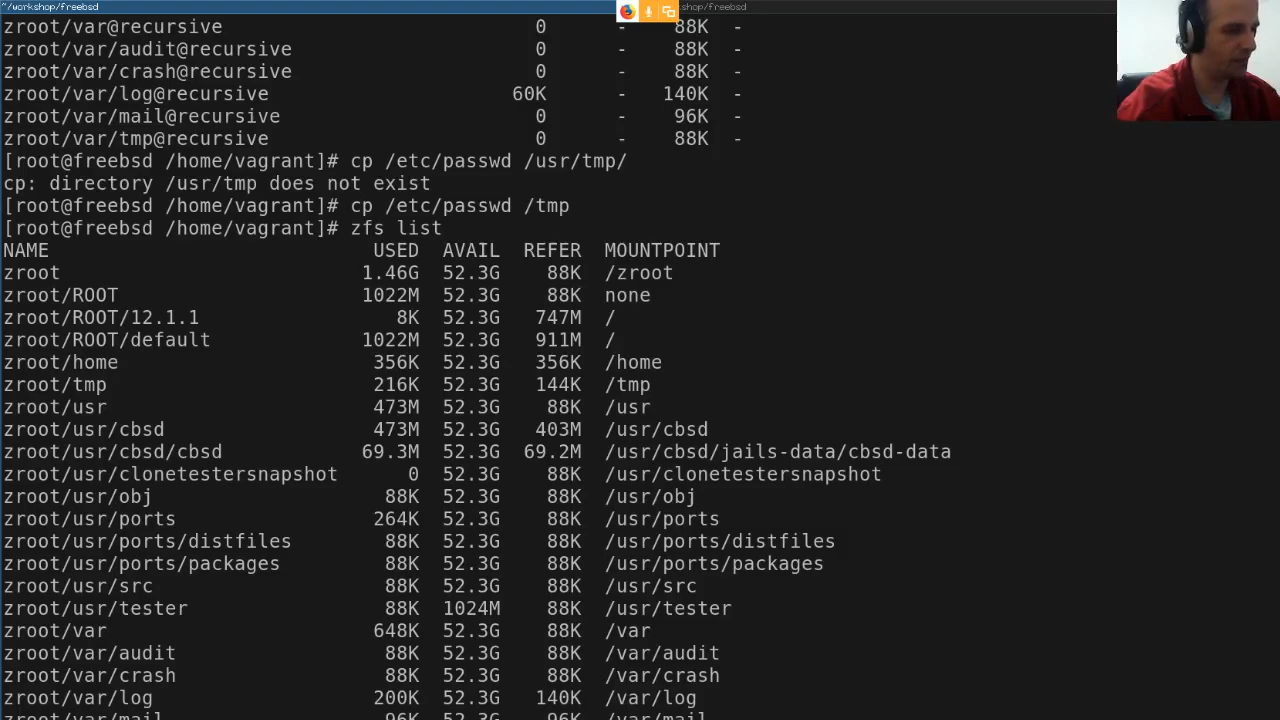 ~/workshop/freebsd
shop/freebsd
zroot/var@recursive 0 - 88K -
zroot/var/audit@recursive 0 - 88K -
zroot/var/crash@recursive 0 - 88K -
zroot/var/log@recursive 60K - 140K -
zroot/var/mail@recursive 0 - 96K -
zroot/var/tmp@recursive 0 - 88K -
[root@freebsd /home/vagrant]# cp /etc/passwd /usr/tmp/
cp: directory /usr/tmp does not exist
[root@freebsd /home/vagrant]# cp /etc/passwd /tmp
[root@freebsd /home/vagrant]# zfs list
NAME USED AVAIL REFER MOUNTPOINT
zroot 1.46G 52.3G 88K /zroot
zroot/ROOT 1022M 52.3G 88K none
zroot/ROOT/12.1.1 8K 52.3G 747M /
zroot/ROOT/default 1022M 52.3G 911M /
zroot/home 356K 52.3G 356K /home
zroot/tmp 216K 52.3G 144K /tmp
zroot/usr 473M 52.3G 88K /usr
zroot/usr/cbsd 473M 52.3G 403M /usr/cbsd
zroot/usr/cbsd/cbsd 69.3M 52.3G 69.2M /usr/cbsd/jails-data/cbsd-data
zroot/usr/clonetestersnapshot 0 52.3G 88K /usr/clonetestersnapshot
zroot/usr/obj 88K 52.3G 88K /usr/obj
zroot/usr/ports 264K 52.3G 88K /usr/ports
zroot/usr/ports/distfiles 88K 52.3G 88K /usr/ports/distfiles
zroot/usr/ports/packages 88K 52.3G 88K /usr/ports/packages
zroot/usr/src 88K 52.3G 88K /usr/src
zroot/usr/tester 88K 1024M 88K /usr/tester
zroot/var 648K 52.3G 88K /var
zroot/var/audit 88K 52.3G 88K /var/audit
zroot/var/crash 88K 52.3G 88K /var/crash
zroot/var/log 200K 52.3G 140K /var/log
zroot/var/mail 96K 52.3G 96K /var/mail